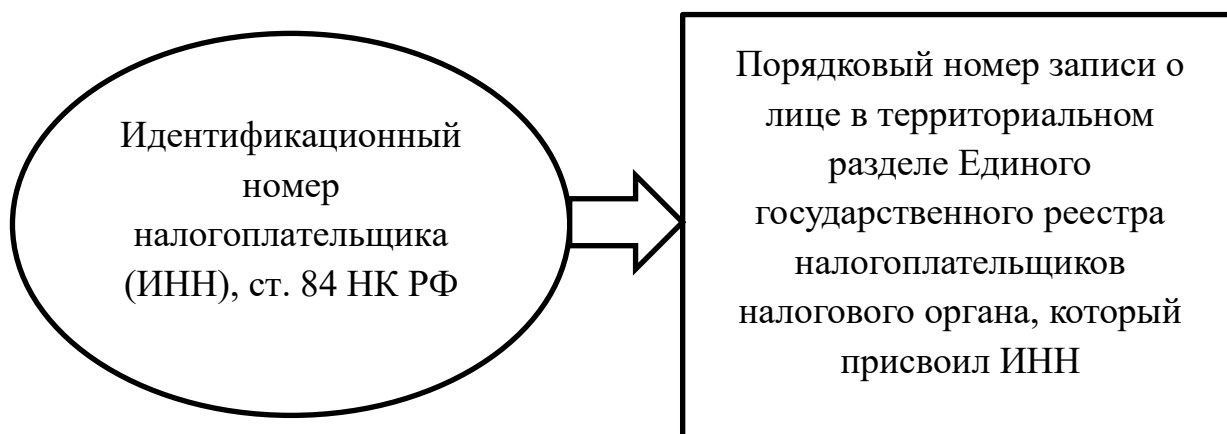 Идентификационный
номер
налогоплательщика
(ИНН), ст. 84 НК РФ
Порядковый номер записи о
лице в территориальном
разделе Единого
государственного реестра
налогоплательщиков
налогового органа, который
присвоил ИНН